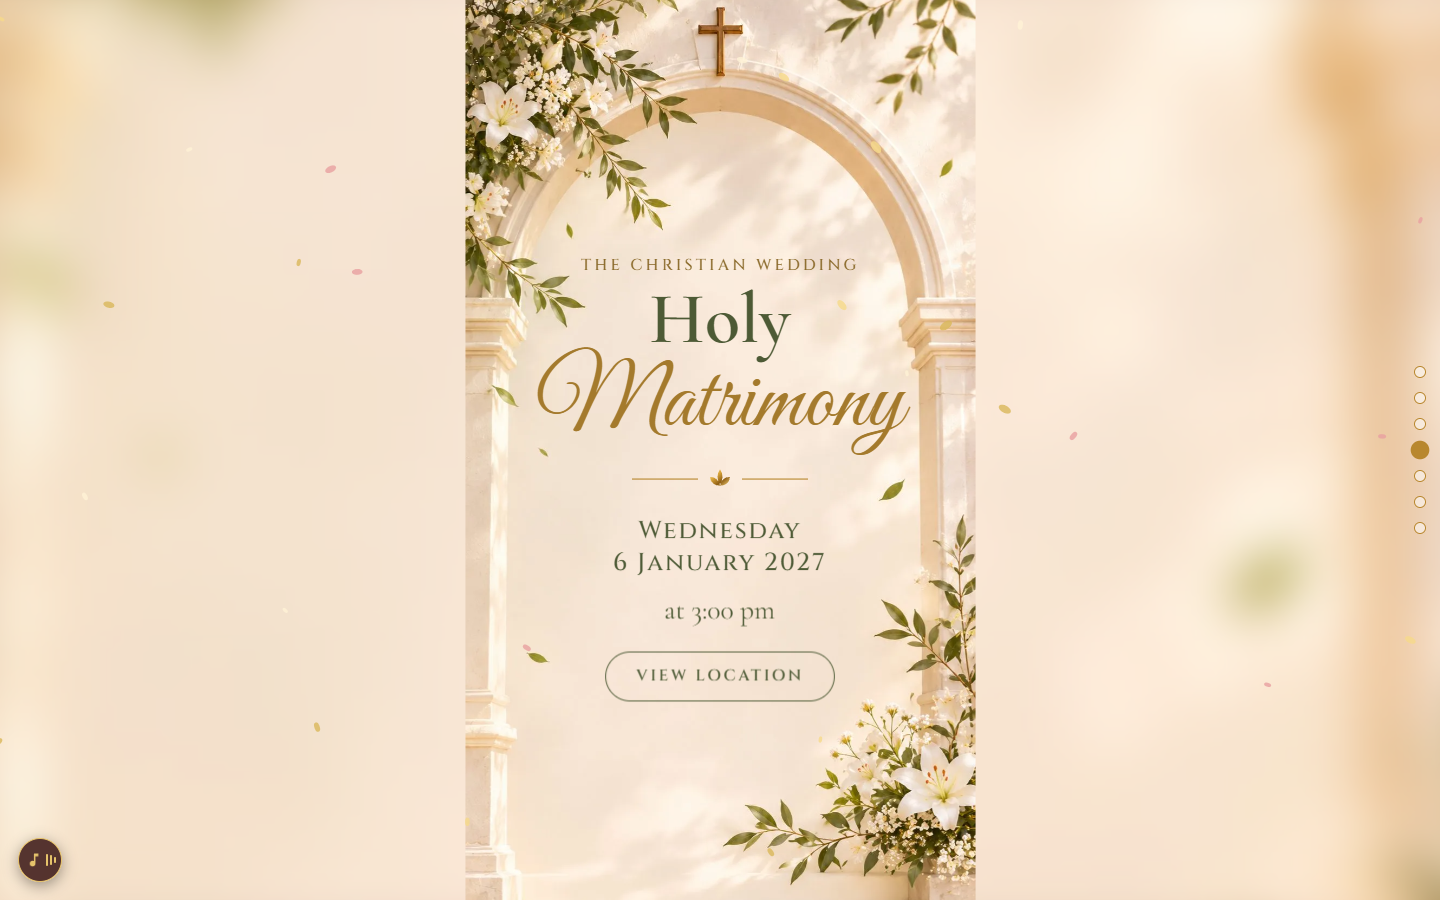 THE CHRISTIAN WEDDING
Holy
Matrimony
WEDNESDAY
6 JANUARY 2027
at 3:00 pm
VIEW LOCATION